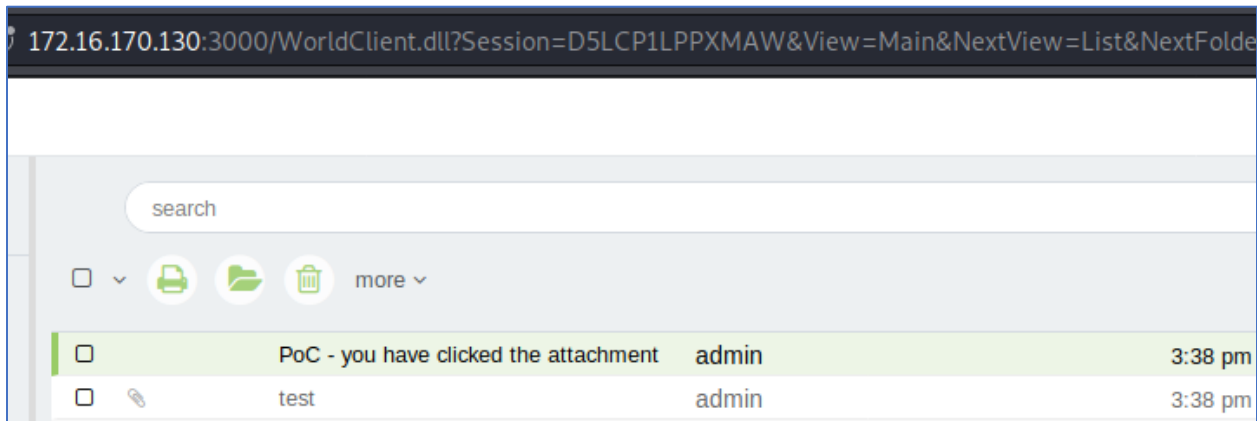 172.16.170.130:3000/WorldClient.dll?Session=D5LCP1LPPXMAW&View=Main&NextView=List&NextFolde
search
more
PoC - you have clicked the attachment admin 3:38 pm
test admin 3:38 pm